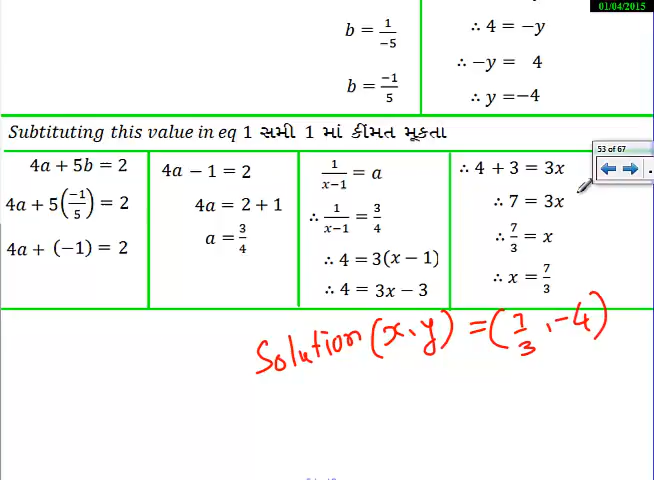 01/04/2015
b = 1/-5
b = -1/5
∴ 4 = -y
∴ -y = 4
∴ y = -4
Subtituting this value in eq 1 સમી 1 માં કીંમત મૂકતા
4a + 5b = 2
4a + 5(-1/5) = 2
4a + (-1) = 2
4a - 1 = 2
4a = 2 + 1
a = 3/4
1/(x-1) = a
∴ 1/(x-1) = 3/4
∴ 4 = 3(x - 1)
∴ 4 = 3x - 3
∴ 4 + 3 = 3x
∴ 7 = 3x
∴ 7/3 = x
∴ x = 7/3
53 of 67
Solution (x, y) = (7/3, -4)